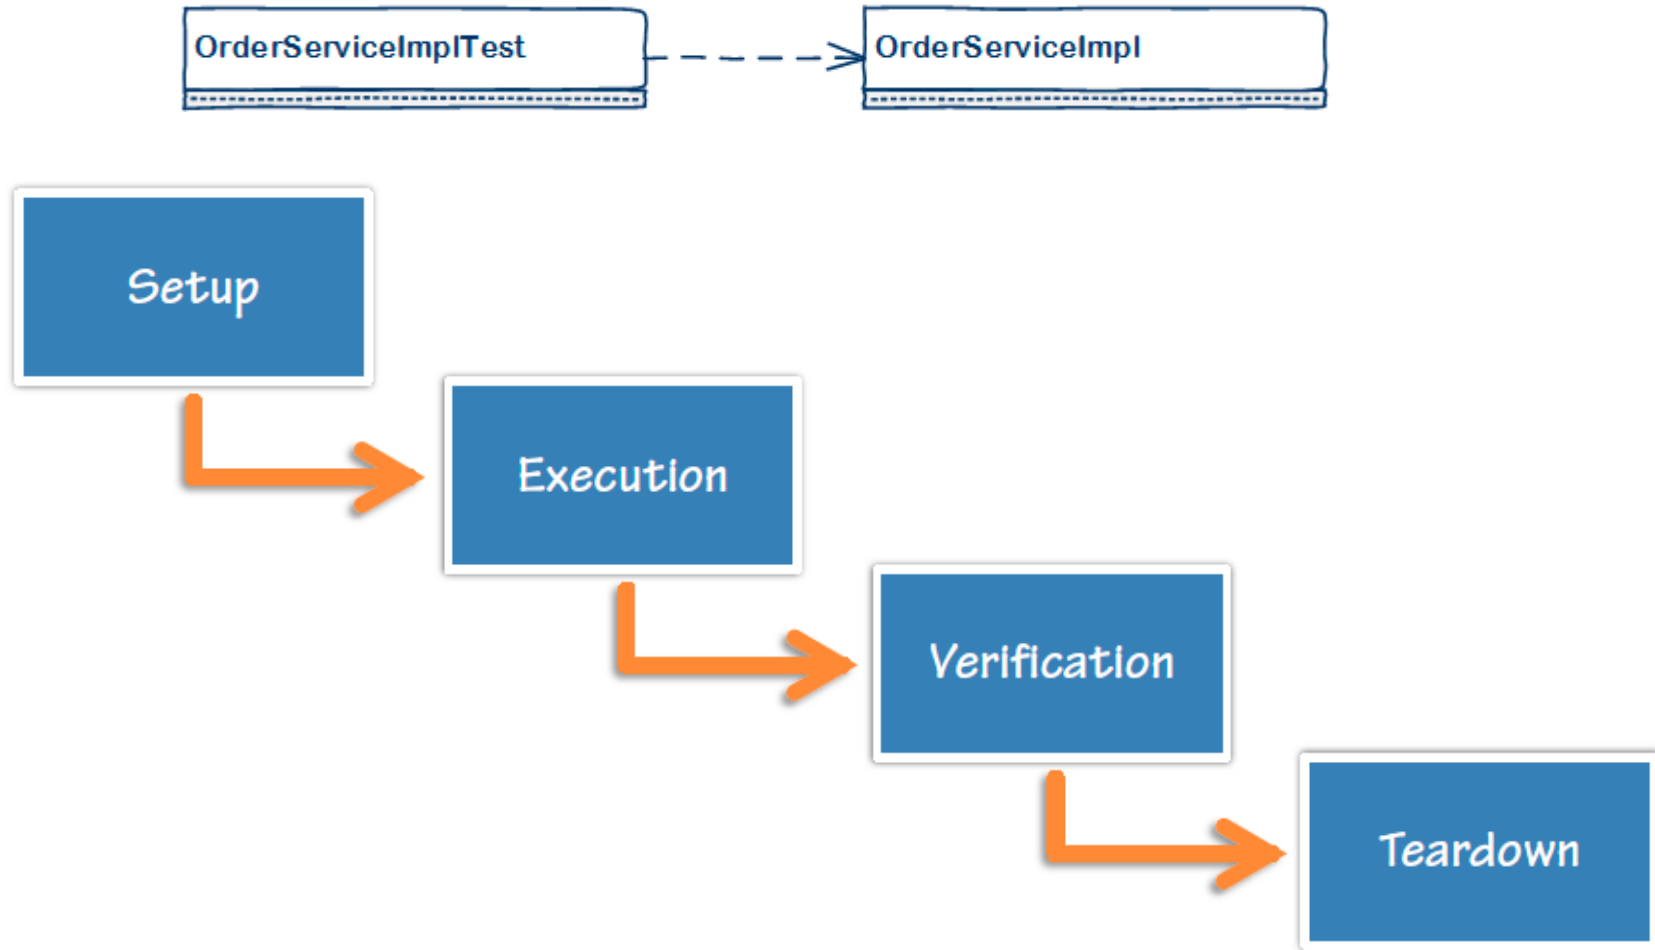 OrderServiceImplTest
OrderServiceImpl
Setup
Execution
Verification
Teardown